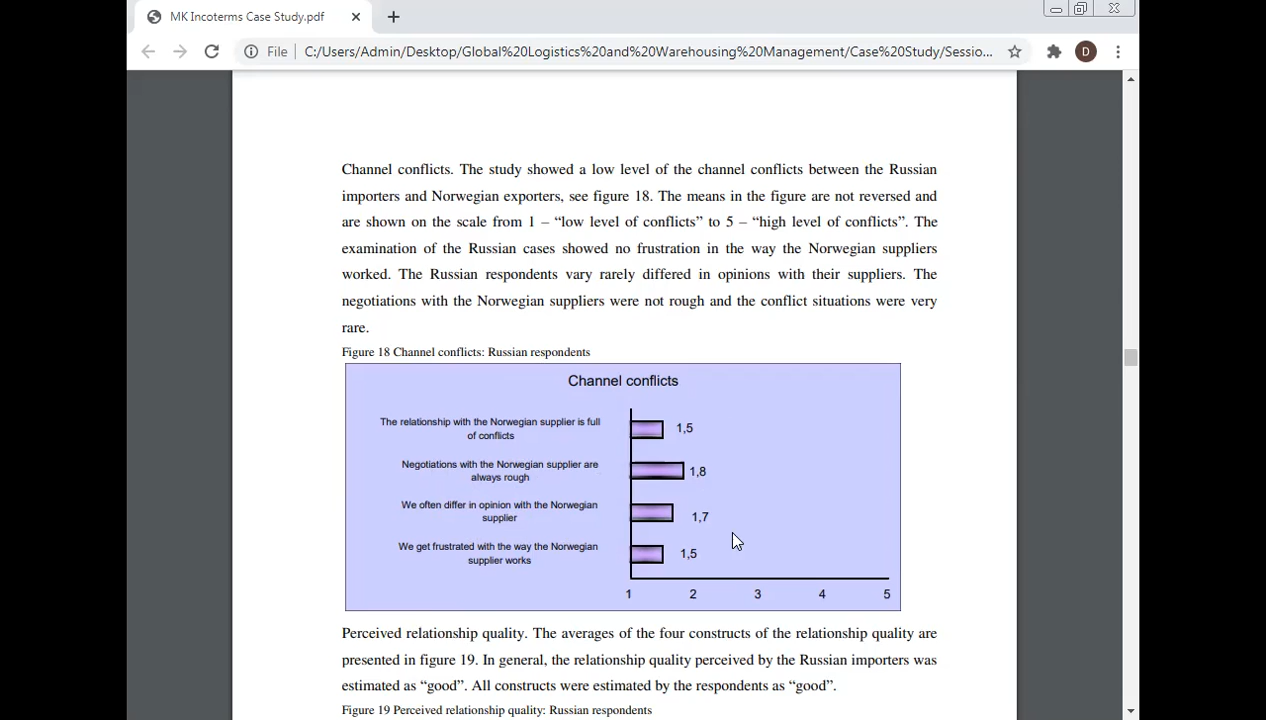 MK Incoterms Case Study.pdf
File
C:/Users/Admin/Desktop/Global%20Logistics%20and%20Warehousing%20Management/Case%20Study/Sessio...
D
Channel conflicts. The study showed a low level of the channel conflicts between the Russian
importers and Norwegian exporters, see figure 18. The means in the figure are not reversed and
are shown on the scale from 1 – “low level of conflicts” to 5 – “high level of conflicts”. The
examination of the Russian cases showed no frustration in the way the Norwegian suppliers
worked. The Russian respondents vary rarely differed in opinions with their suppliers. The
negotiations with the Norwegian suppliers were not rough and the conflict situations were very
rare.
Figure 18 Channel conflicts: Russian respondents
Channel conflicts
The relationship with the Norwegian supplier is full
of conflicts
1,5
Negotiations with the Norwegian supplier are
always rough
1,8
We often differ in opinion with the Norwegian
supplier
1,7
We get frustrated with the way the Norwegian
supplier works
1,5
1 2 3 4 5
Perceived relationship quality. The averages of the four constructs of the relationship quality are
presented in figure 19. In general, the relationship quality perceived by the Russian importers was
estimated as “good”. All constructs were estimated by the respondents as “good”.
Figure 19 Perceived relationship quality: Russian respondents